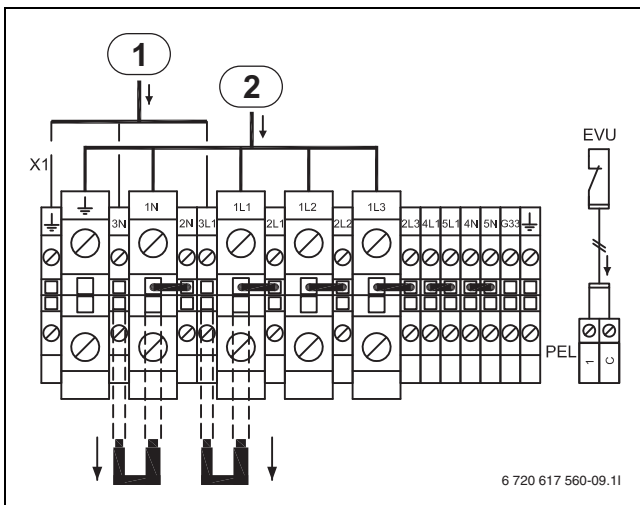 1
2
EVU
X1
⏚ ⏚ 3N 1N 2N 3L1 1L1 2L1 1L2 2L2 1L3 2L3 4L1 5L1 4N 5N G33 ⏚
PEL 1 C
6 720 617 560-09.1I